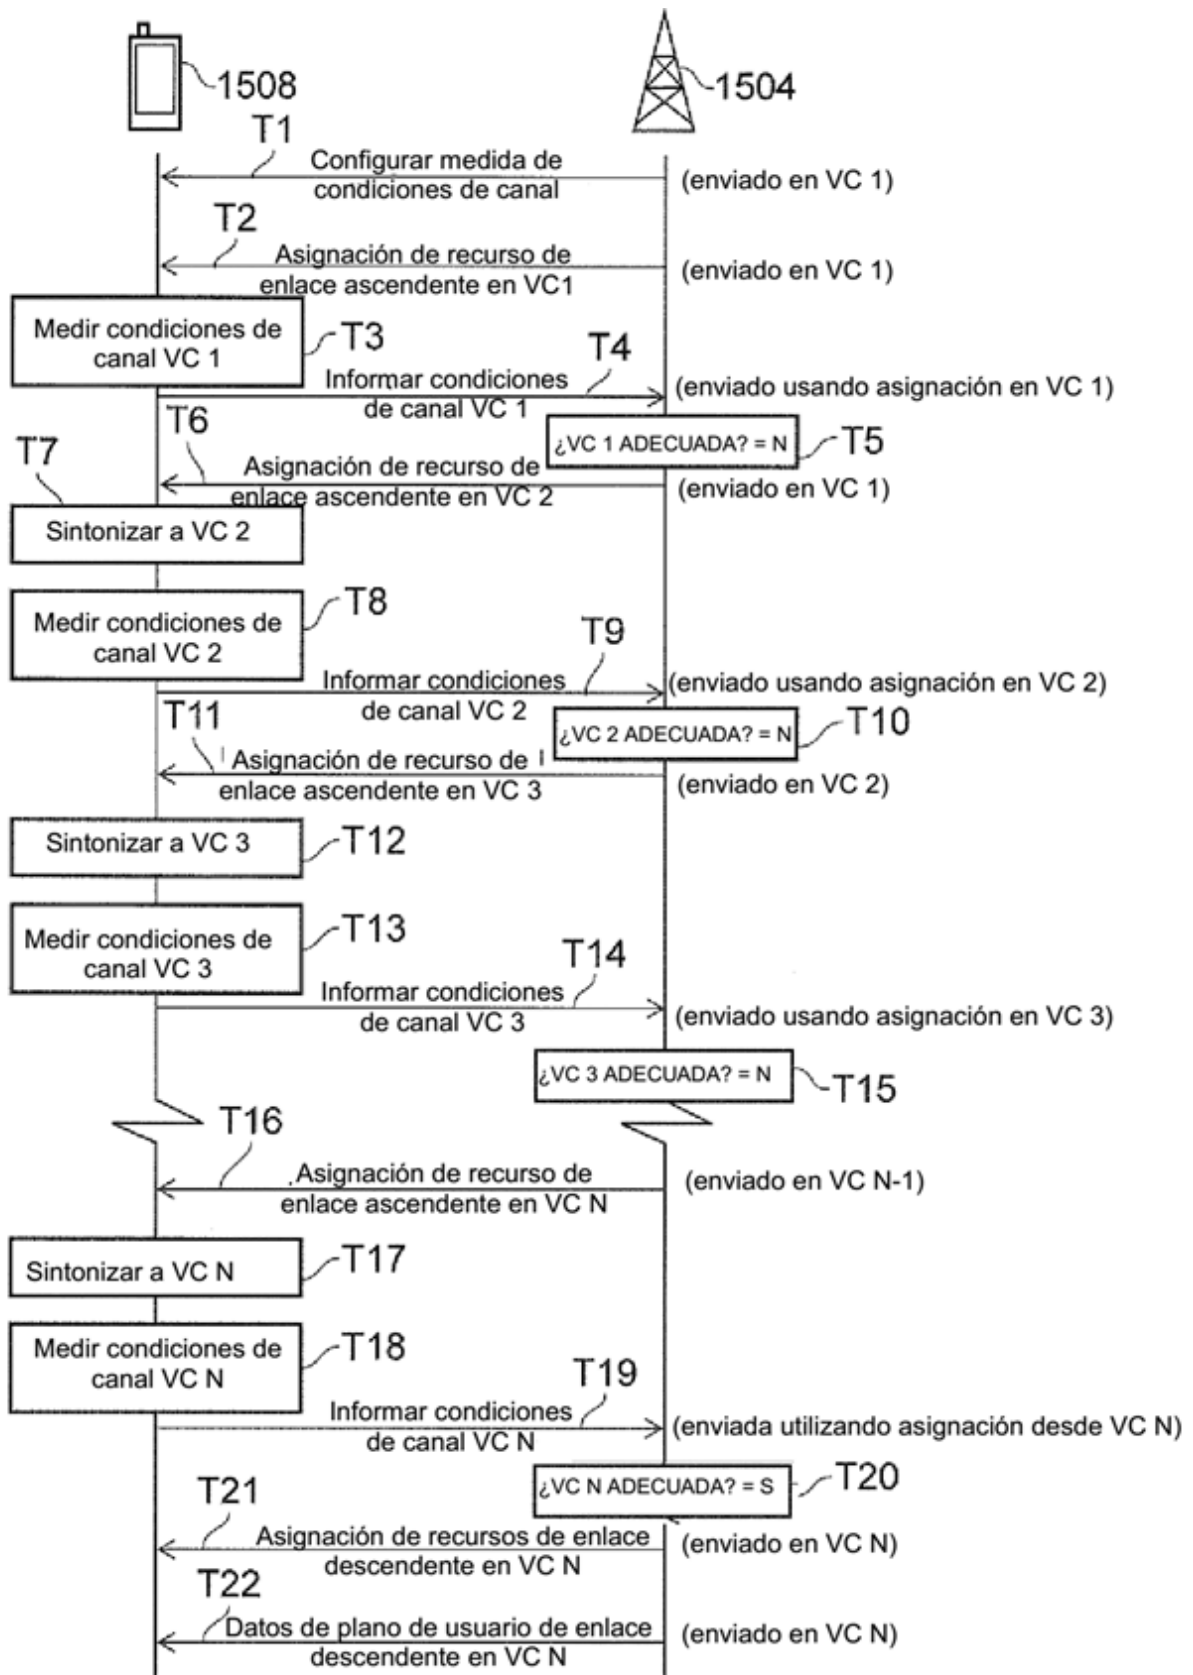 1508
1504
T1
Configurar medida de
condiciones de canal
(enviado en VC 1)
T2
Asignación de recurso de
enlace ascendente en VC1
(enviado en VC 1)
Medir condiciones de
canal VC 1
T3
T4
Informar condiciones
de canal VC 1
(enviado usando asignación en VC 1)
¿VC 1 ADECUADA? = N
T5
T6
Asignación de recurso de
enlace ascendente en VC 2
(enviado en VC 1)
T7
Sintonizar a VC 2
Medir condiciones de
canal VC 2
T8
T9
Informar condiciones
de canal VC 2
(enviado usando asignación en VC 2)
¿VC 2 ADECUADA? = N
T10
T11
Asignación de recurso de
enlace ascendente en VC 3
(enviado en VC 2)
Sintonizar a VC 3
T12
Medir condiciones de
canal VC 3
T13
T14
Informar condiciones
de canal VC 3
(enviado usando asignación en VC 3)
¿VC 3 ADECUADA? = N
T15
T16
Asignación de recurso de
enlace ascendente en VC N
(enviado en VC N-1)
Sintonizar a VC N
T17
Medir condiciones de
canal VC N
T18
T19
Informar condiciones
de canal VC N
(enviada utilizando asignación desde VC N)
¿VC N ADECUADA? = S
T20
T21
Asignación de recursos de enlace
descendente en VC N
(enviado en VC N)
T22
Datos de plano de usuario de enlace
descendente en VC N
(enviado en VC N)